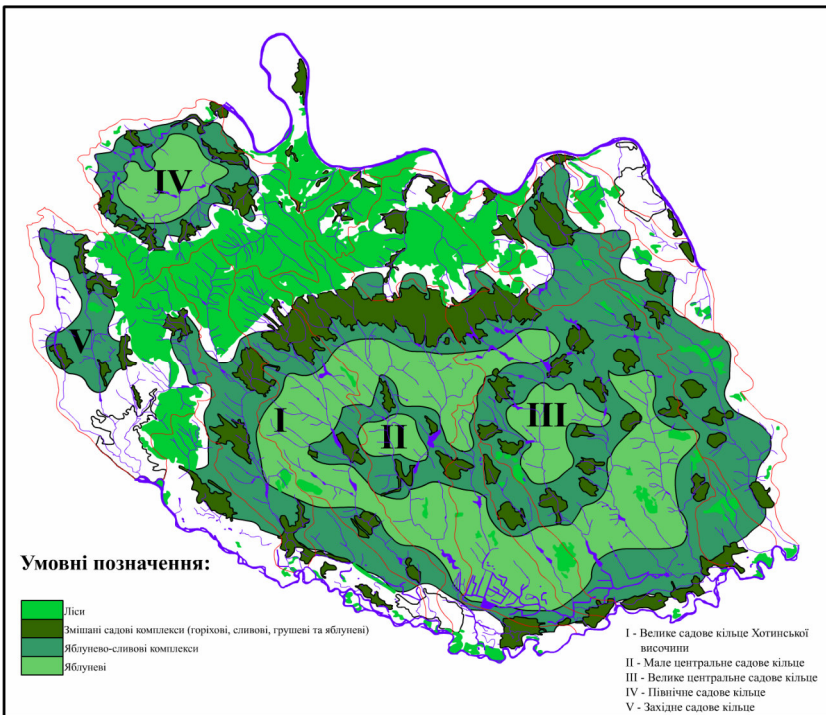 IV
V
I
II
III
Умовні позначення:
Ліси
Змішані садові комплекси (горіхові, сливові, грушеві та яблуневі)
Яблунево-сливові комплекси
Яблуневі
I - Велике садове кільце Хотинської
височини
II - Мале центральне садове кільце
III - Велике центральне садове кільце
IV - Північне садове кільце
V - Західне садове кільце